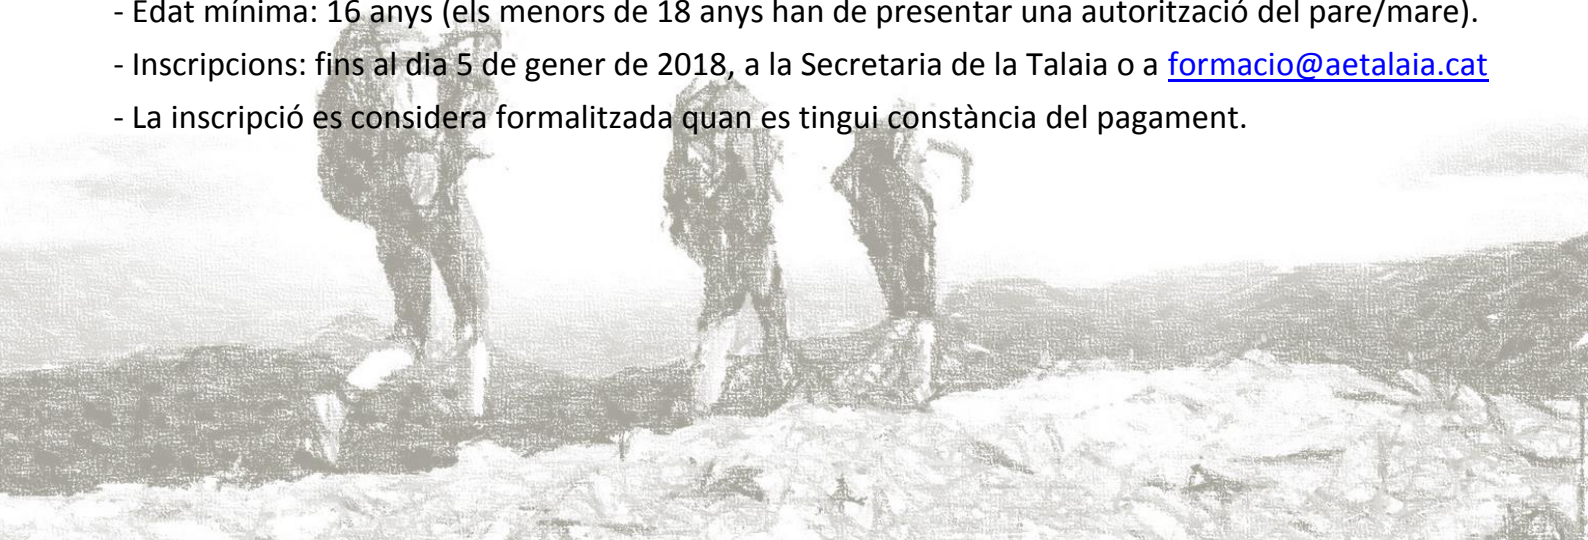 - Edat mínima: 16 anys (els menors de 18 anys han de presentar una autorització del pare/mare).
- Inscripcions: fins al dia 5 de gener de 2018, a la Secretaria de la Talaia o a formacio@aetalaia.cat
- La inscripció es considera formalitzada quan es tingui constància del pagament.